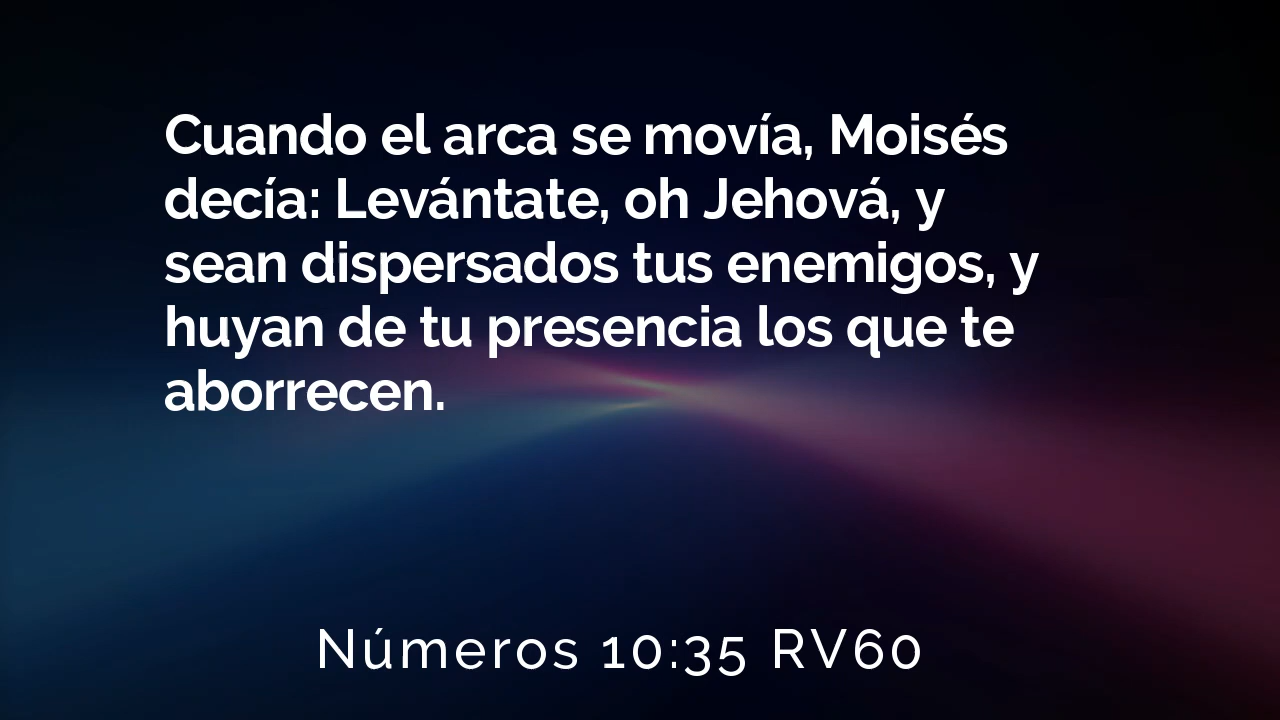 Cuando el arca se movía, Moisés
decía: Levántate, oh Jehová, y
sean dispersados tus enemigos, y
huyan de tu presencia los que te
aborrecen.
Números 10:35 RV60